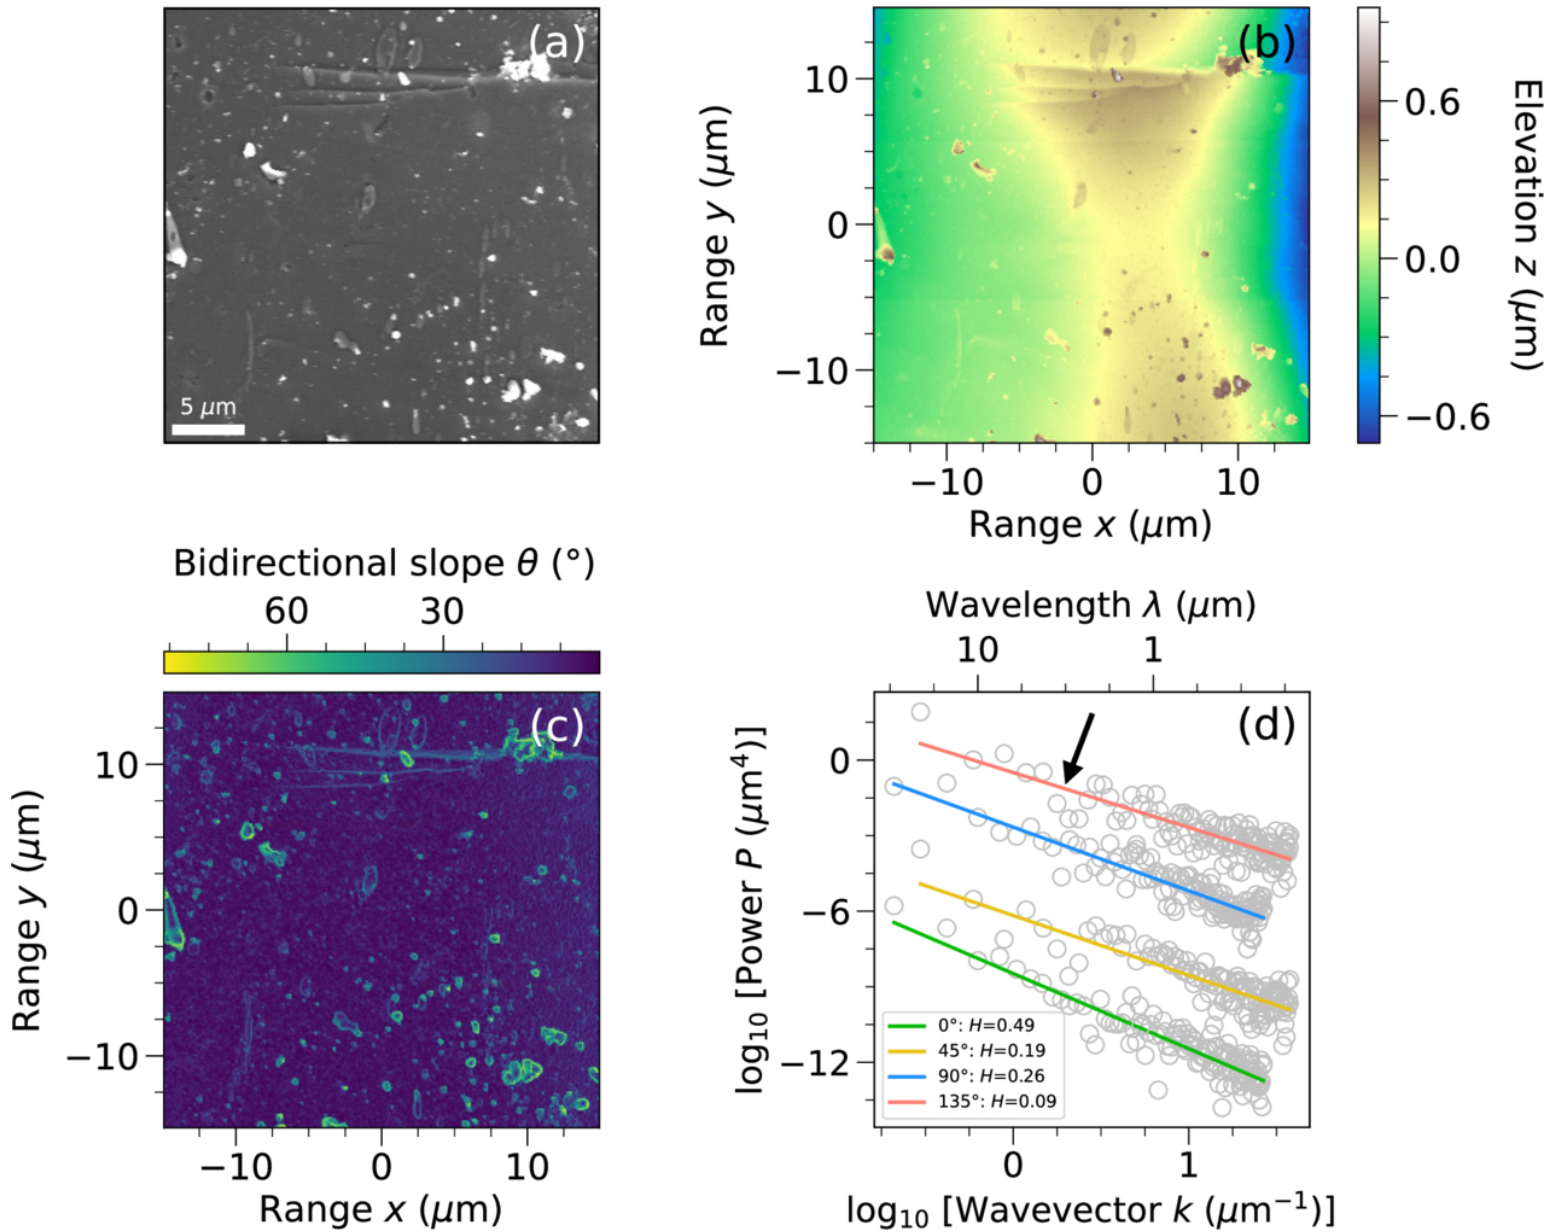 (a)
5 μm
(b)
10
0
−10
Range y (μm)
−10
0
10
Range x (μm)
0.6
0.0
−0.6
Elevation z (μm)
Bidirectional slope θ (°)
60
30
(c)
10
0
−10
Range y (μm)
−10
0
10
Range x (μm)
Wavelength λ (μm)
10
1
(d)
0
−6
−12
log₁₀ [Power P (μm⁴)]
0°: H=0.49
45°: H=0.19
90°: H=0.26
135°: H=0.09
0
1
log₁₀ [Wavevector k (μm⁻¹)]